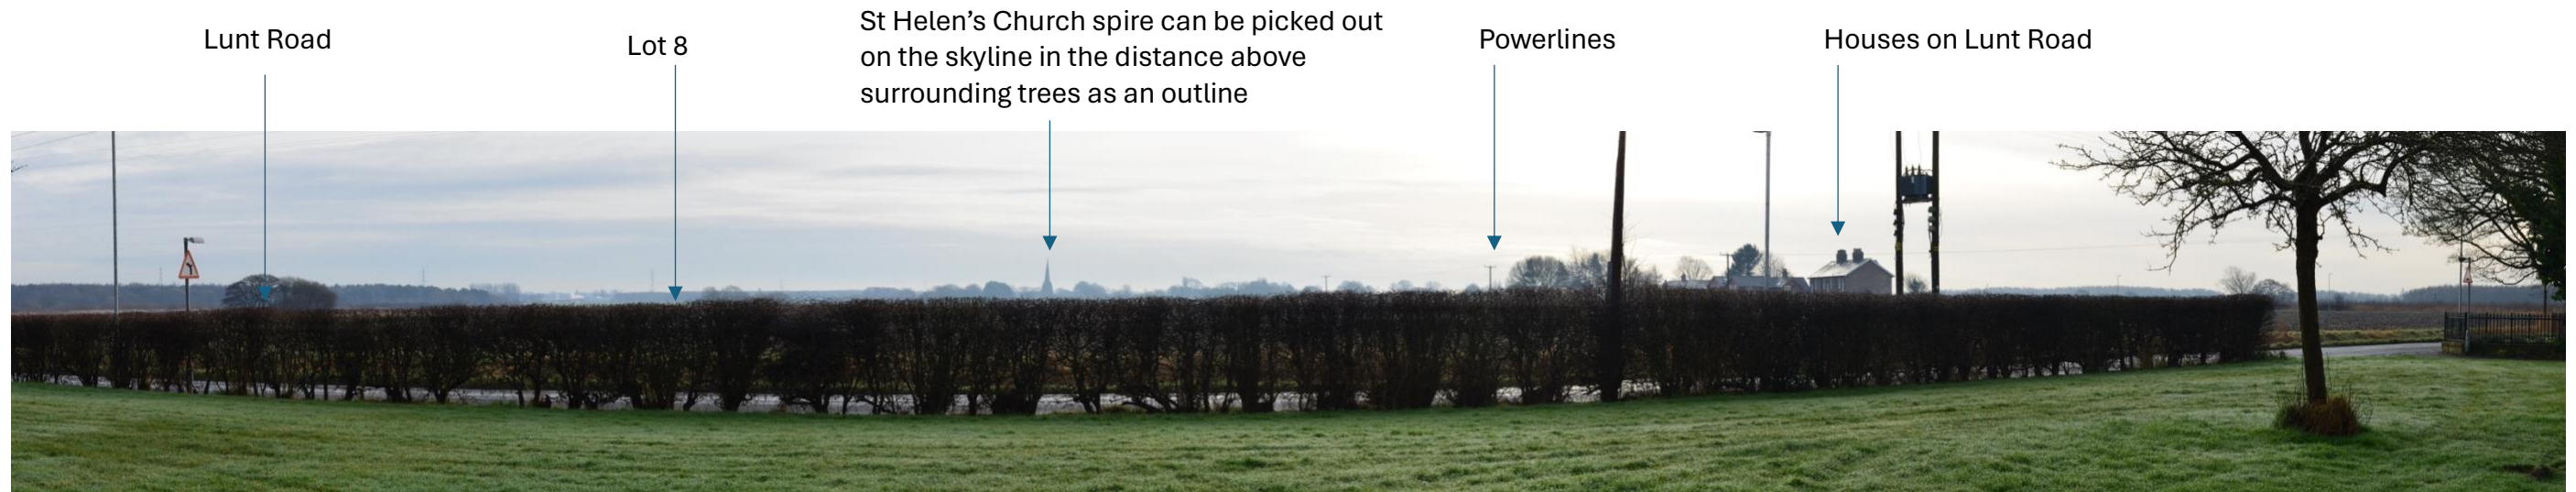 Lunt Road
Lot 8
St Helen’s Church spire can be picked out
on the skyline in the distance above
surrounding trees as an outline
Powerlines
Houses on Lunt Road